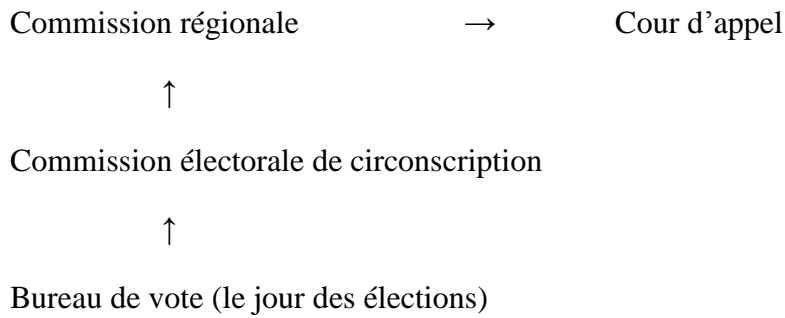 Commission régionale → Cour d’appel
↑
Commission électorale de circonscription
↑
Bureau de vote (le jour des élections)